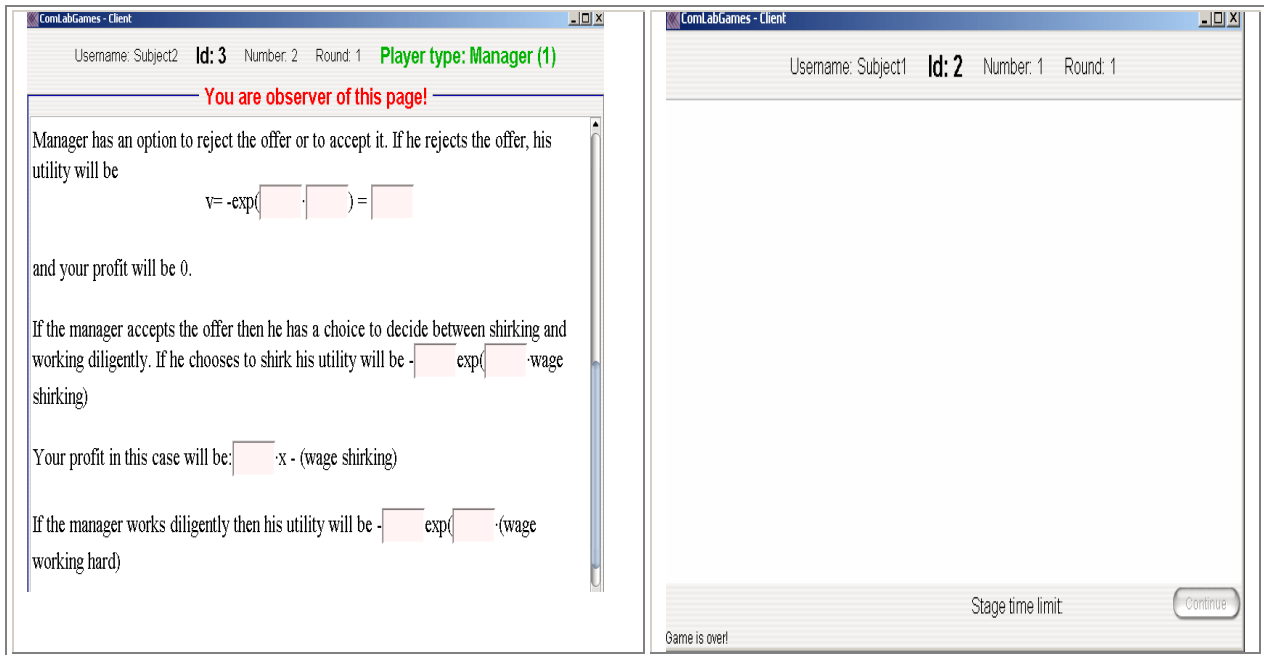 ComLabGames - Client
Username: Subject2 Id: 3 Number: 2 Round: 1 Player type: Manager (1)
You are observer of this page!
Manager has an option to reject the offer or to accept it. If he rejects the offer, his
utility will be
v= -exp( · ) =
and your profit will be 0.
If the manager accepts the offer then he has a choice to decide between shirking and
working diligently. If he chooses to shirk his utility will be - exp( ·wage
shirking)
Your profit in this case will be: ·x - (wage shirking)
If the manager works diligently then his utility will be - exp( ·(wage
working hard)
ComLabGames - Client
Username: Subject1 Id: 2 Number: 1 Round: 1
Stage time limit:
Continue
Game is over!